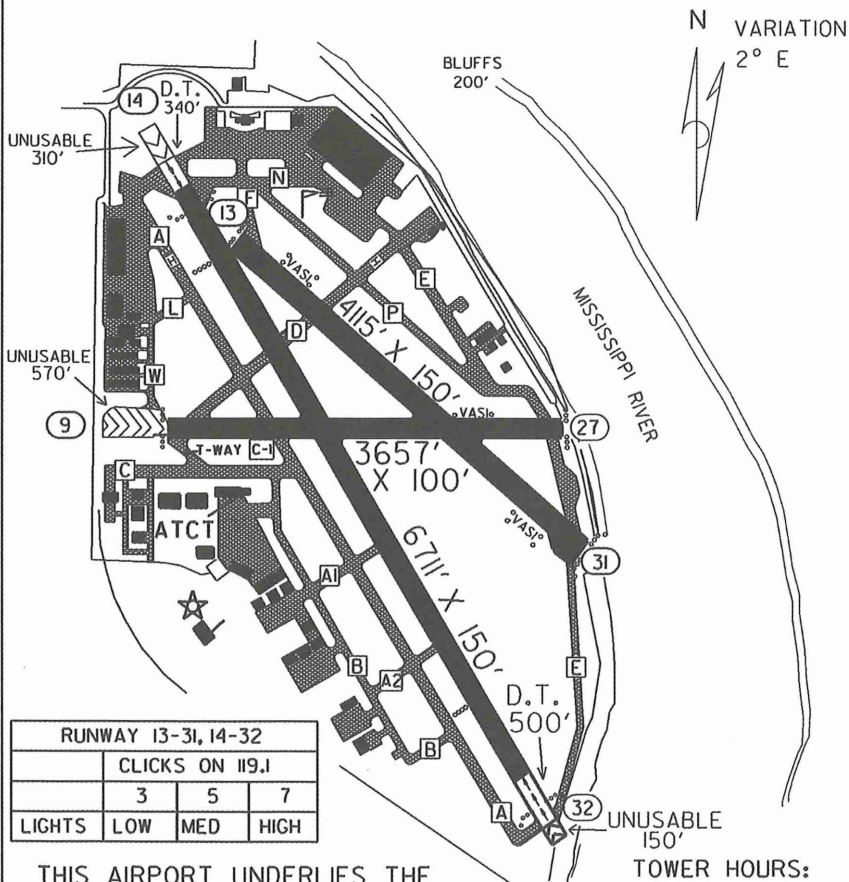 N
VARIATION
2° E
BLUFFS
200'
14
D.T.
340'
UNUSABLE
310'
N
F
13
A
VASI
E
L
D
P
4115' X 150'
MISSISSIPPI RIVER
UNUSABLE
570'
W
9
VASI
27
T-WAY C-1
3657'
X 100'
C
ATCT
VASI
31
6711' X 150'
A1
E
B
A2
D.T.
500'
B
A
32
UNUSABLE
150'
RUNWAY 13-31, 14-32
CLICKS ON 119.1
3 5 7
LIGHTS LOW MED HIGH
THIS AIRPORT UNDERLIES THE
TOWER HOURS: